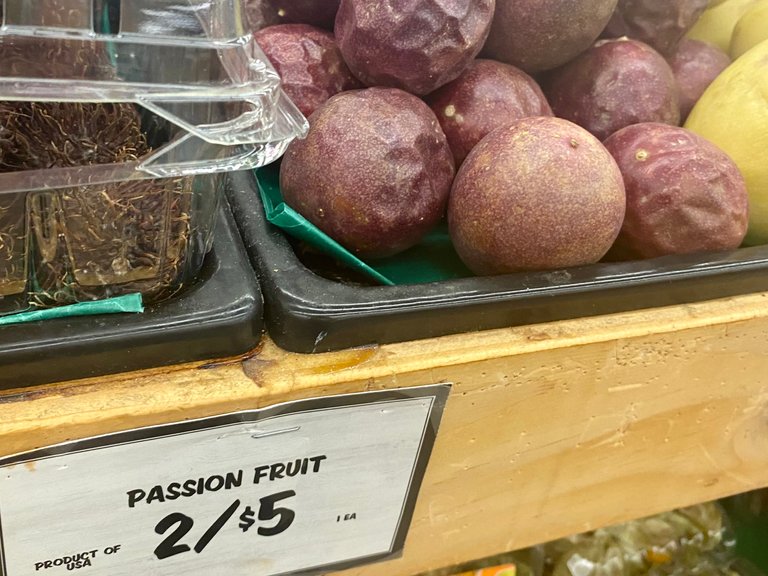 PASSION FRUIT
2/$5
1 EA
PRODUCT OF
USA